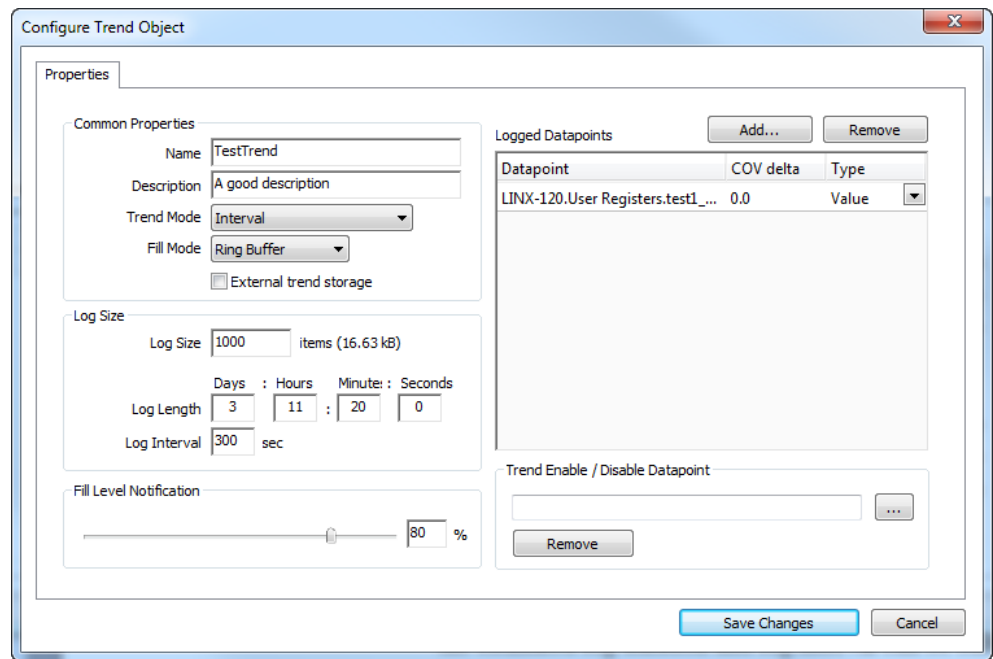 Configure Trend Object
Properties
Common Properties
Name TestTrend
Description A good description
Trend Mode Interval
Fill Mode Ring Buffer
External trend storage
Log Size
Log Size 1000 items (16.63 kB)
Days : Hours Minute: : Seconds
Log Length 3 11 : 20 0
Log Interval 300 sec
Fill Level Notification
80 %
Logged Datapoints Add... Remove
Datapoint COV delta Type
LINX-120.User Registers.test1_... 0.0 Value
Trend Enable / Disable Datapoint
...
Remove
Save Changes Cancel